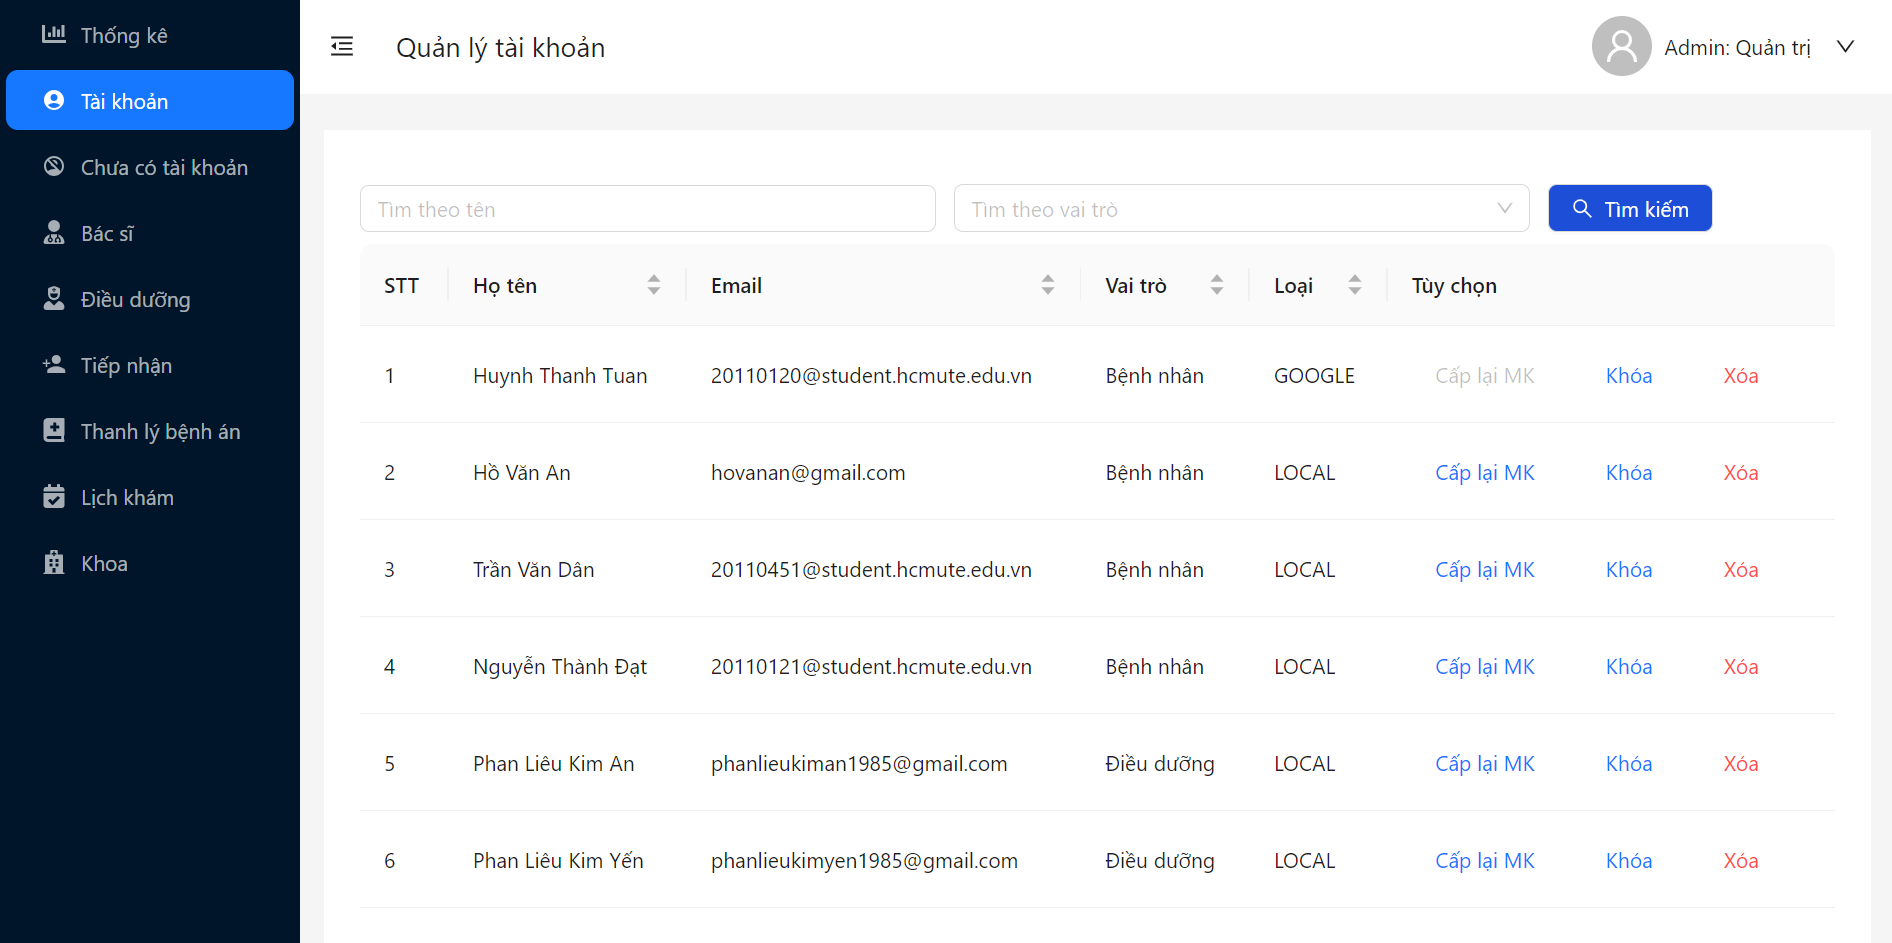 Thống kê
Tài khoản
Chưa có tài khoản
Bác sĩ
Điều dưỡng
Tiếp nhận
Thanh lý bệnh án
Lịch khám
Khoa
Quản lý tài khoản
Admin: Quản trị
Tìm theo tên
Tìm theo vai trò
Tìm kiếm
STT Họ tên Email Vai trò Loại Tùy chọn
1 Huynh Thanh Tuan 20110120@student.hcmute.edu.vn Bệnh nhân GOOGLE Cấp lại MK Khóa Xóa
2 Hồ Văn An hovanan@gmail.com Bệnh nhân LOCAL Cấp lại MK Khóa Xóa
3 Trần Văn Dân 20110451@student.hcmute.edu.vn Bệnh nhân LOCAL Cấp lại MK Khóa Xóa
4 Nguyễn Thành Đạt 20110121@student.hcmute.edu.vn Bệnh nhân LOCAL Cấp lại MK Khóa Xóa
5 Phan Liêu Kim An phanlieukiman1985@gmail.com Điều dưỡng LOCAL Cấp lại MK Khóa Xóa
6 Phan Liêu Kim Yến phanlieukimyen1985@gmail.com Điều dưỡng LOCAL Cấp lại MK Khóa Xóa